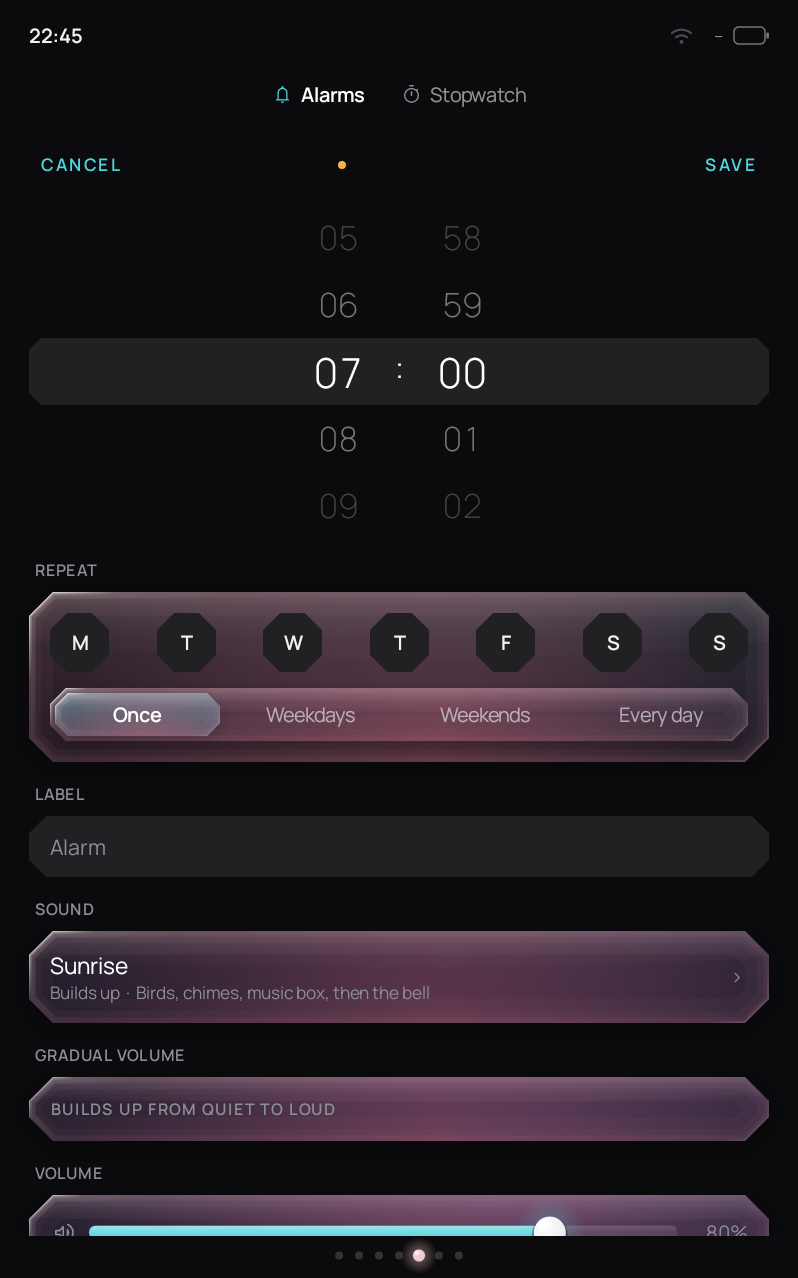 22:45
Alarms Stopwatch
CANCEL SAVE
05 58
06 59
07 : 00
08 01
09 02
REPEAT
M T W T F S S
Once Weekdays Weekends Every day
LABEL
Alarm
SOUND
Sunrise
Builds up · Birds, chimes, music box, then the bell
GRADUAL VOLUME
BUILDS UP FROM QUIET TO LOUD
VOLUME
80%